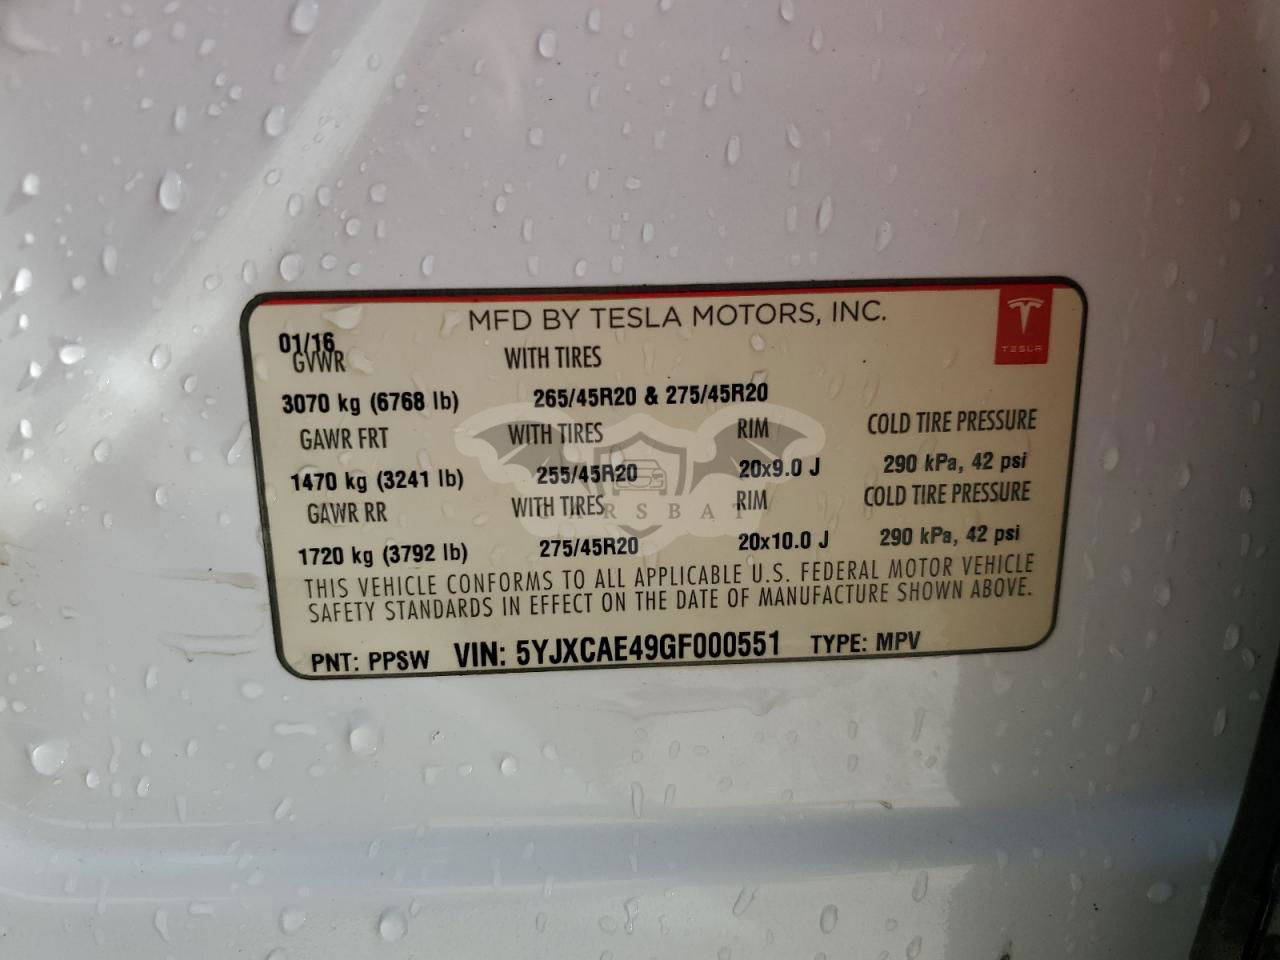 MFD BY TESLA MOTORS, INC.
TESLA
01/16
GVWR WITH TIRES
3070 kg (6768 lb) 265/45R20 & 275/45R20
GAWR FRT WITH TIRES RIM COLD TIRE PRESSURE
1470 kg (3241 lb) 255/45R20 20x9.0 J 290 kPa, 42 psi
GAWR RR WITH TIRES RIM COLD TIRE PRESSURE
CARSBAT
1720 kg (3792 lb) 275/45R20 20x10.0 J 290 kPa, 42 psi
THIS VEHICLE CONFORMS TO ALL APPLICABLE U.S. FEDERAL MOTOR VEHICLE
SAFETY STANDARDS IN EFFECT ON THE DATE OF MANUFACTURE SHOWN ABOVE.
PNT: PPSW VIN: 5YJXCAE49GF000551 TYPE: MPV